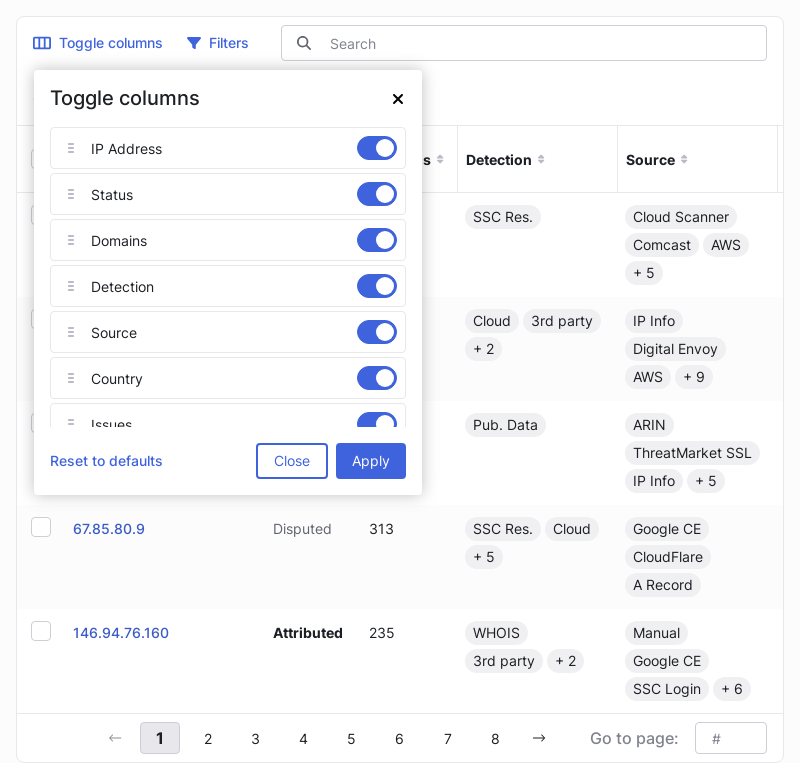 Toggle columns Filters Search
Toggle columns
IP Address
Status
Domains
Detection
Source
Country
Issues
Reset to defaults Close Apply
s Detection Source
SSC Res. Cloud Scanner
Comcast AWS
+ 5
Cloud 3rd party IP Info
+ 2 Digital Envoy
AWS + 9
Pub. Data ARIN
ThreatMarket SSL
IP Info + 5
67.85.80.9 Disputed 313 SSC Res. Cloud Google CE
+ 5 CloudFlare
A Record
146.94.76.160 Attributed 235 WHOIS Manual
3rd party + 2 Google CE
SSC Login + 6
1 2 3 4 5 6 7 8 Go to page: #